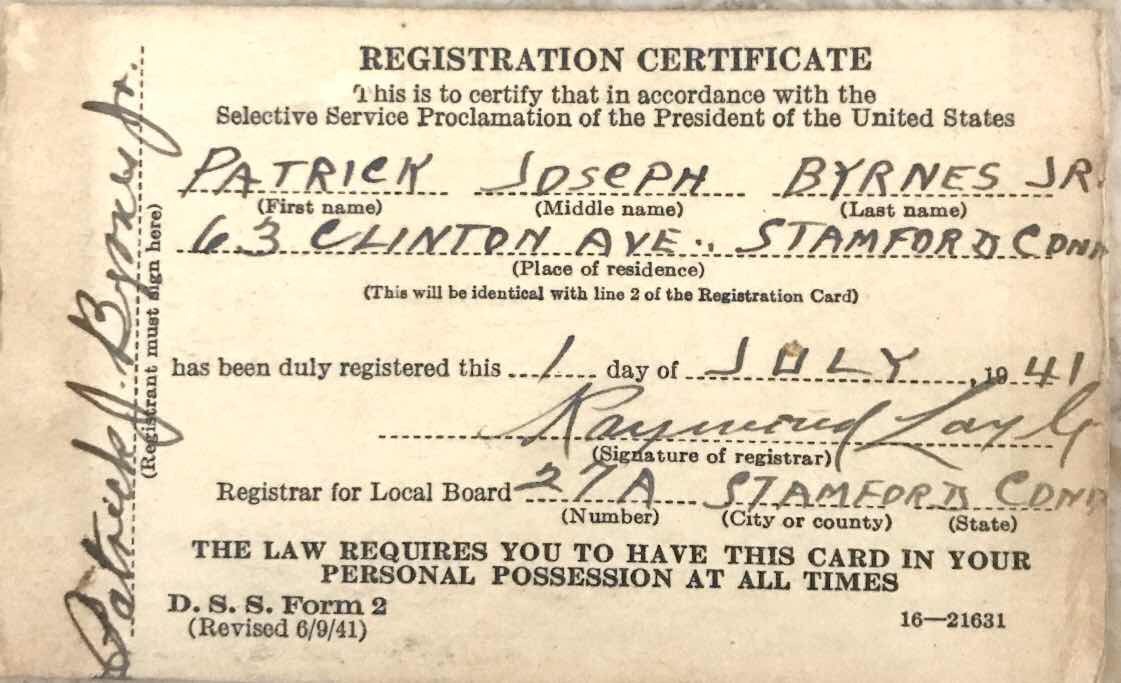 REGISTRATION CERTIFICATE
This is to certify that in accordance with the
Selective Service Proclamation of the President of the United States
PATRICK JOSEPH BYRNES JR.
(First name) (Middle name) (Last name)
63 CLINTON AVE., STAMFORD CONN
(Place of residence)
(This will be identical with line 2 of the Registration Card)
has been duly registered this 1 day of JULY, 1941
Raymond
(Signature of registrar)
Registrar for Local Board 27A STAMFORD CONN
(Number) (City or county) (State)
THE LAW REQUIRES YOU TO HAVE THIS CARD IN YOUR
PERSONAL POSSESSION AT ALL TIMES
D. S. S. Form 2
(Revised 6/9/41)
16—21631
Patrick J. Byrnes Jr.
(Registrant must sign here)